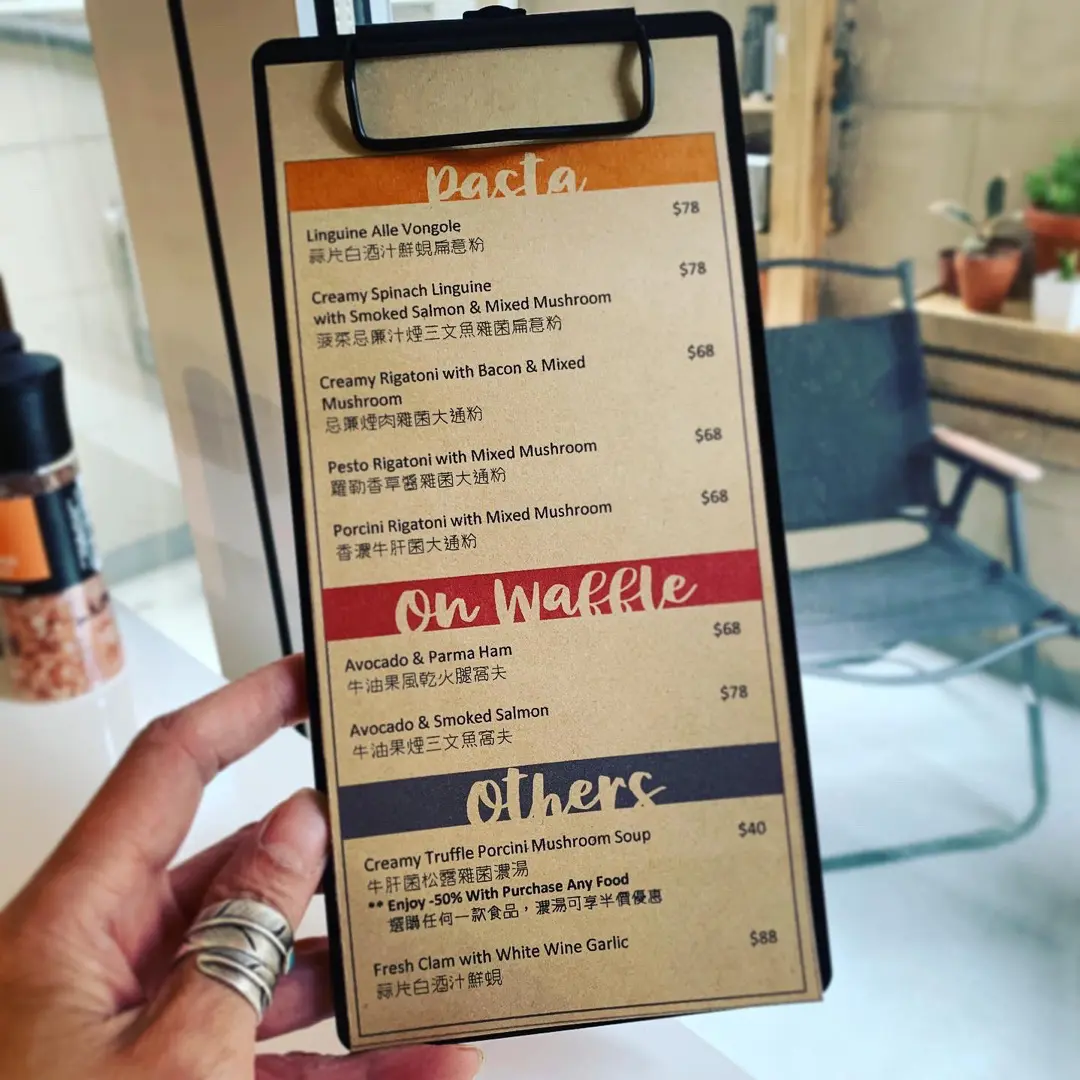 Pasta
Linguine Alle Vongole $78
蒜片白酒汁鮮蜆扁意粉
Creamy Spinach Linguine $78
with Smoked Salmon & Mixed Mushroom
菠菜忌廉汁煙三文魚雜菌扁意粉
Creamy Rigatoni with Bacon & Mixed $68
Mushroom
忌廉煙肉雜菌大通粉
Pesto Rigatoni with Mixed Mushroom $68
羅勒香草醬雜菌大通粉
Porcini Rigatoni with Mixed Mushroom $68
香濃牛肝菌大通粉
On Waffle
Avocado & Parma Ham $68
牛油果風乾火腿窩夫
Avocado & Smoked Salmon $78
牛油果煙三文魚窩夫
Others
Creamy Truffle Porcini Mushroom Soup $40
牛肝菌松露雜菌濃湯
** Enjoy -50% With Purchase Any Food
選購任何一款食品，濃湯可享半價優惠
Fresh Clam with White Wine Garlic $88
蒜片白酒汁鮮蜆